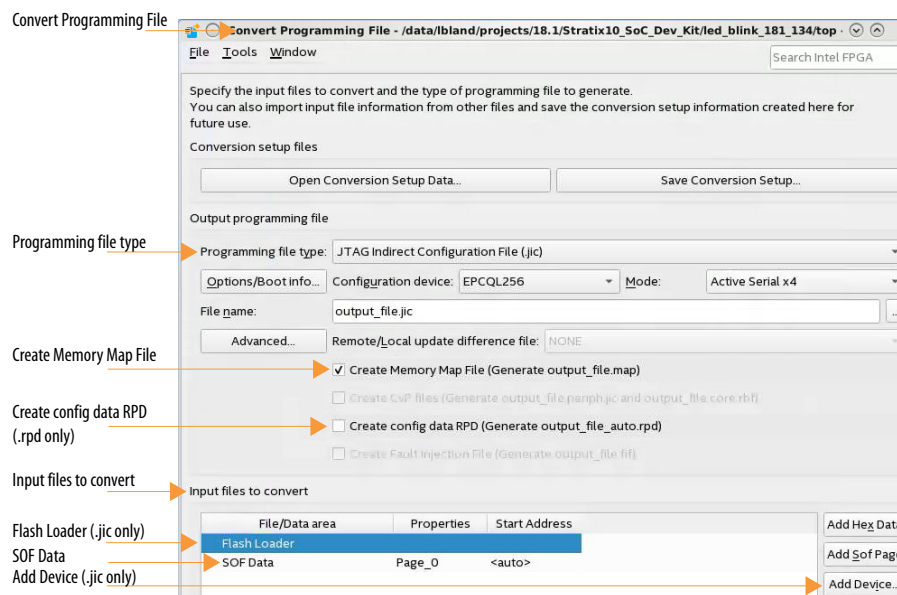 Convert Programming File
Convert Programming File - /data/lbland/projects/18.1/Stratix10_SoC_Dev_Kit/led_blink_181_134/top
File Tools Window
Search Intel FPGA
Specify the input files to convert and the type of programming file to generate.
You can also import input file information from other files and save the conversion setup information created here for
future use.
Conversion setup files
Open Conversion Setup Data...
Save Conversion Setup...
Output programming file
Programming file type
Programming file type: JTAG Indirect Configuration File (.jic)
Options/Boot info... Configuration device: EPCQL256 Mode: Active Serial x4
File name: output_file.jic ...
Advanced... Remote/Local update difference file: NONE
Create Memory Map File
Create Memory Map File (Generate output_file.map)
Create CvP files (Generate output_file.periph.jic and output_file.core.rbf)
Create config data RPD
(.rpd only)
Create config data RPD (Generate output_file_auto.rpd)
Create Fault Injection File (Generate output_file.fif)
Input files to convert
Input files to convert
File/Data area Properties Start Address
Add Hex Data
Flash Loader (.jic only)
Flash Loader
SOF Data
SOF Data Page_0 <auto>
Add Sof Page
Add Device (.jic only)
Add Device...